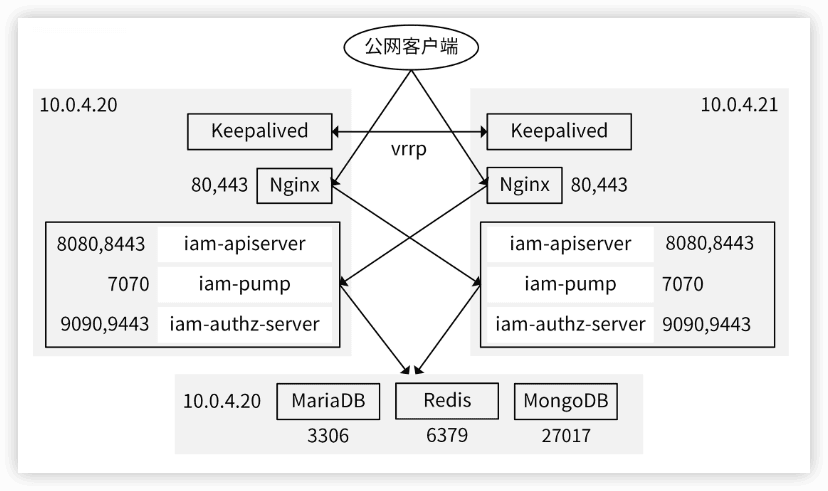 公网客户端
10.0.4.20
10.0.4.21
Keepalived
Keepalived
vrrp
80,443 Nginx
Nginx 80,443
8080,8443 iam-apiserver
7070 iam-pump
9090,9443 iam-authz-server
iam-apiserver 8080,8443
iam-pump 7070
iam-authz-server 9090,9443
10.0.4.20 MariaDB Redis MongoDB
3306 6379 27017